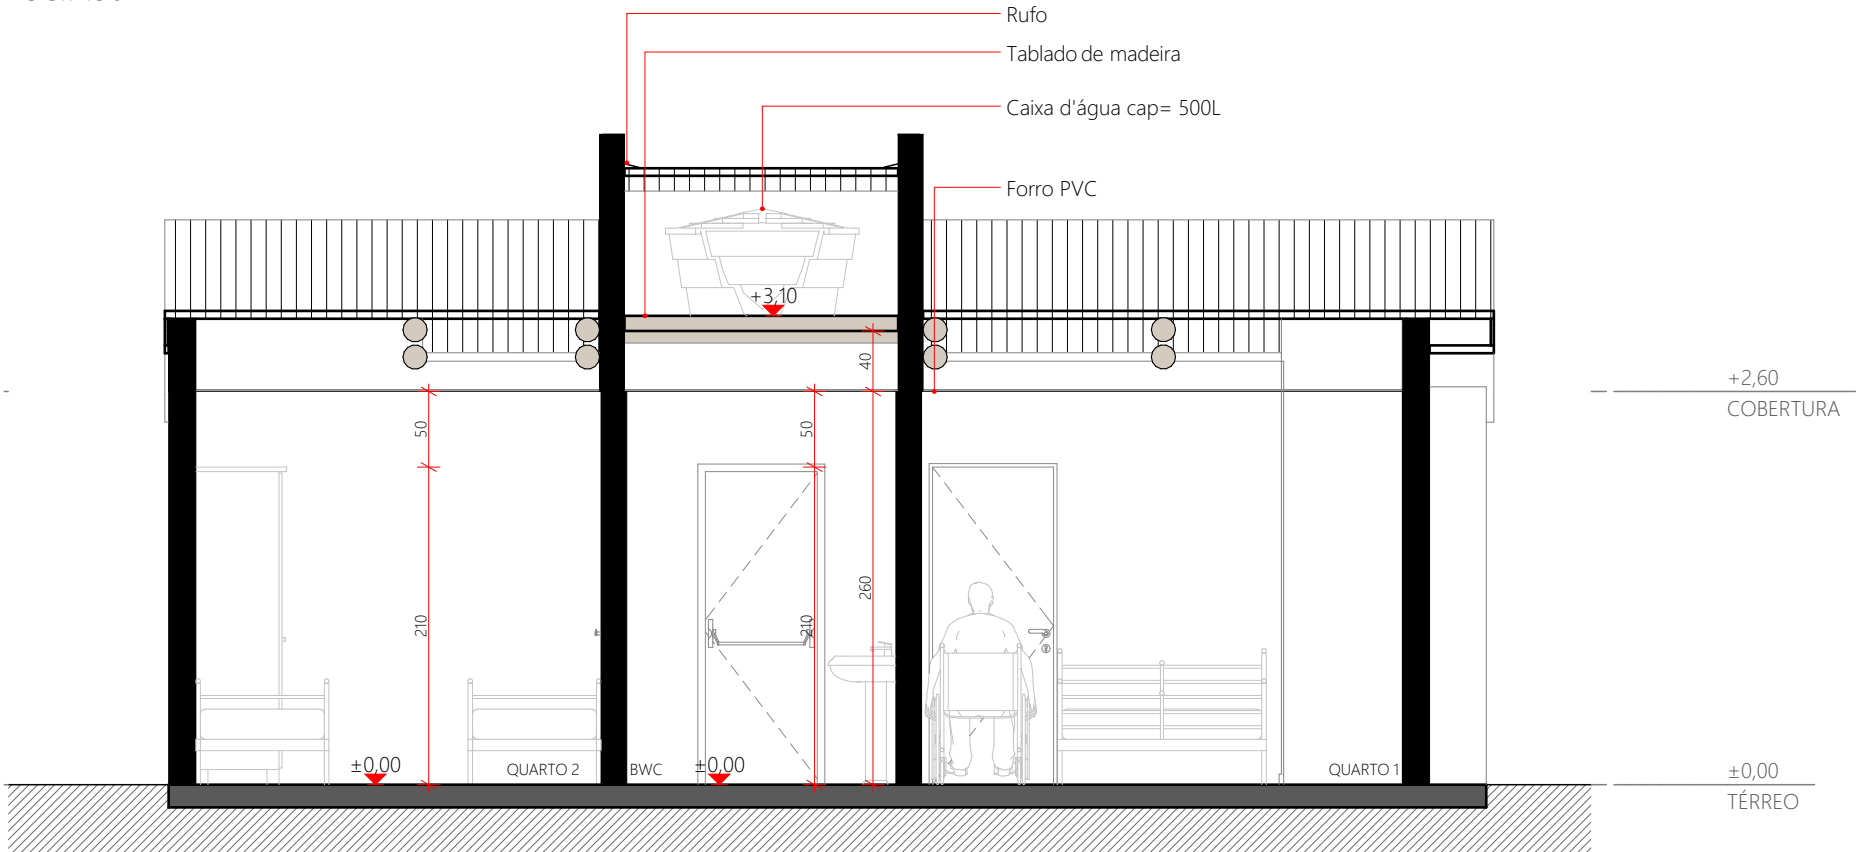 Rufo
Tablado de madeira
Caixa d'água cap= 500L
Forro PVC
+3,10
40
+2,60
COBERTURA
50
50
210
210
260
±0,00
QUARTO 2
BWC
±0,00
QUARTO 1
±0,00
TÉRREO